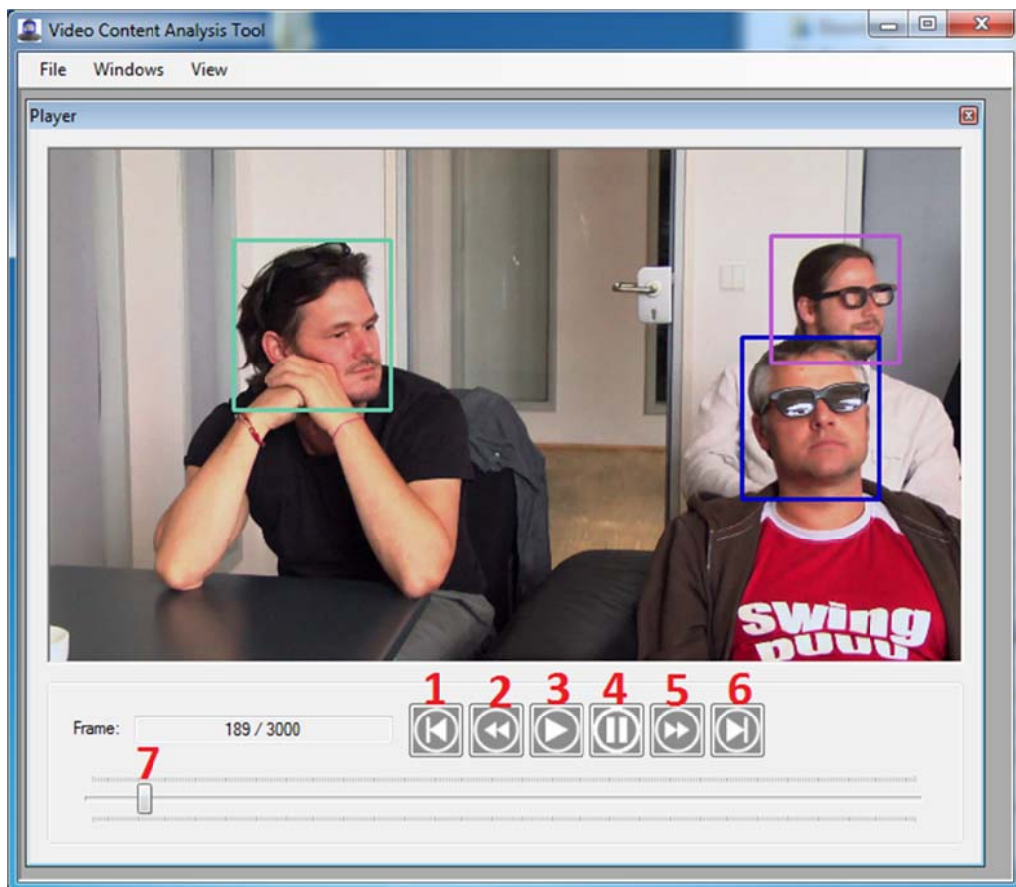 Video Content Analysis Tool
File Windows View
Player
swing
1 2 3 4 5 6
Frame: 189 / 3000
7